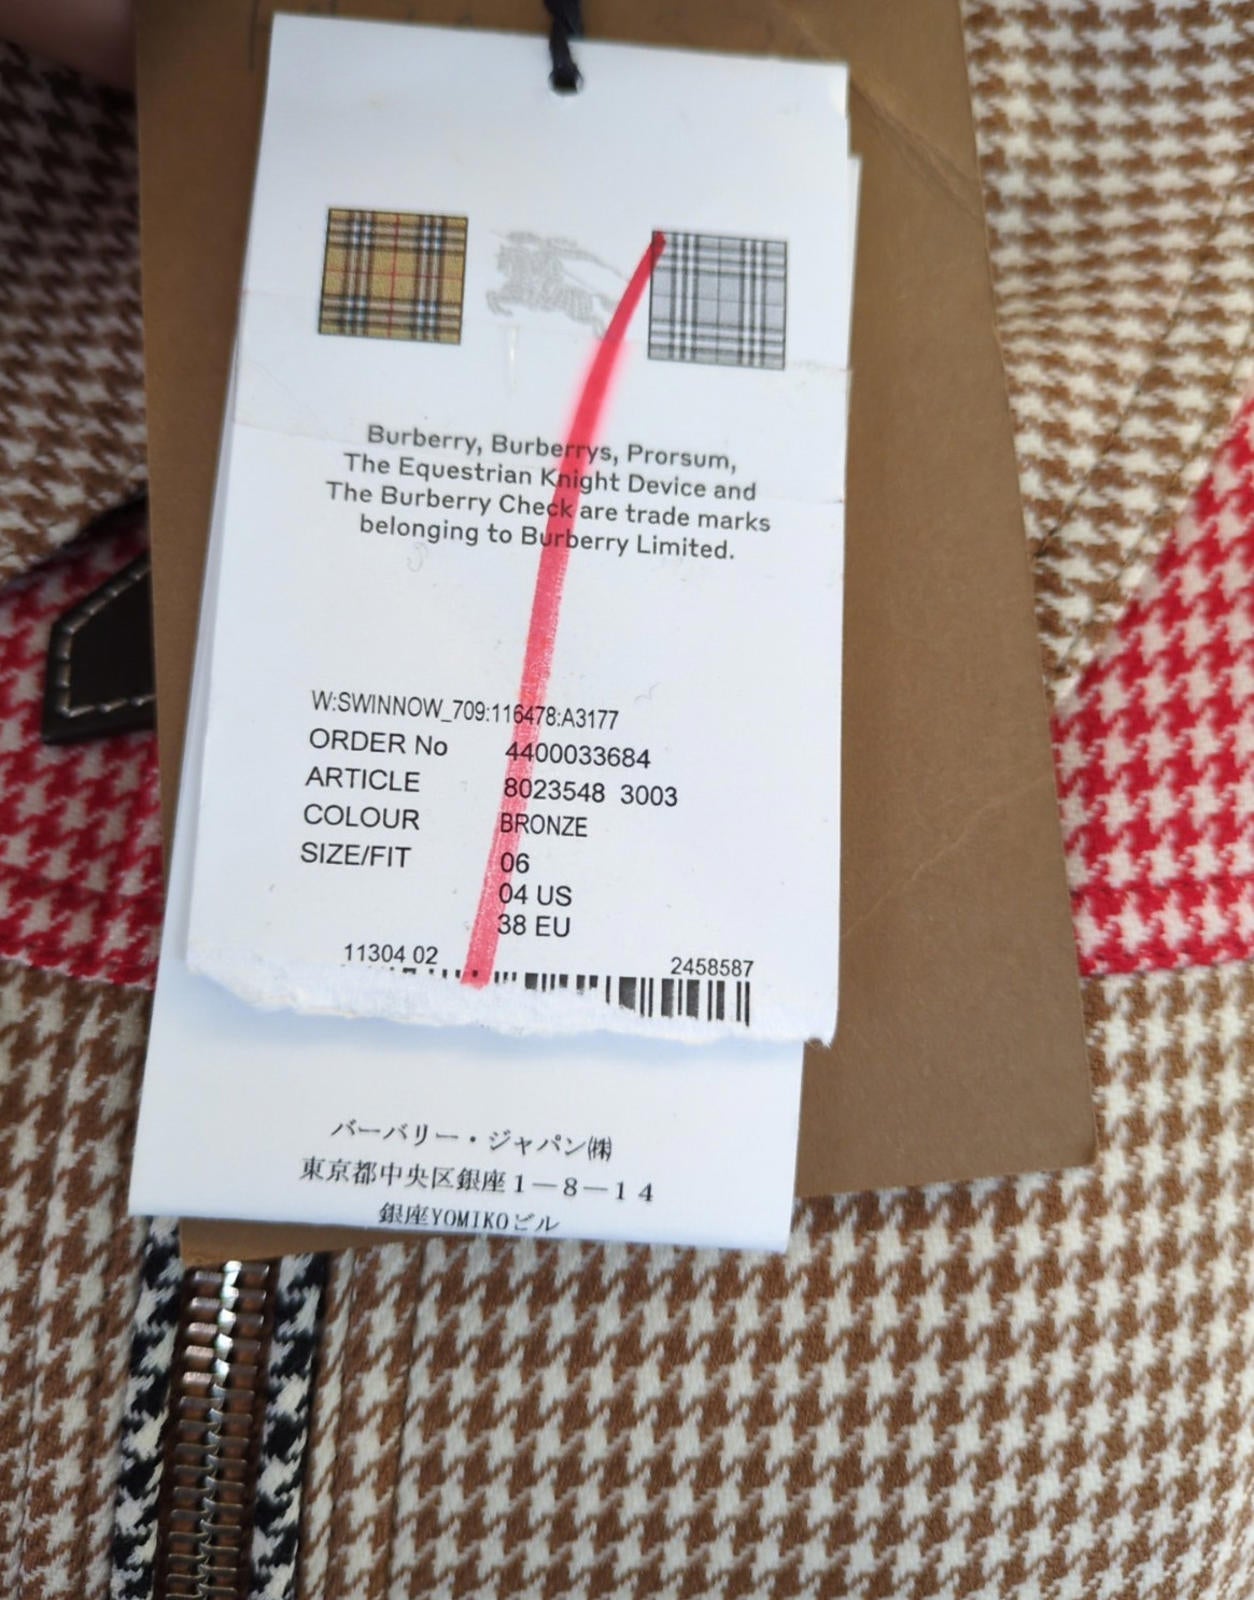 Burberry, Burberrys, Prorsum,
The Equestrian Knight Device and
The Burberry Check are trade marks
belonging to Burberry Limited.
W:SWINNOW_709:116478:A3177
ORDER No 4400033684
ARTICLE 8023548 3003
COLOUR BRONZE
SIZE/FIT 06
04 US
38 EU
11304 02 2458587
バーバリー・ジャパン㈱
東京都中央区銀座1－8－14
銀座YOMIKOビル